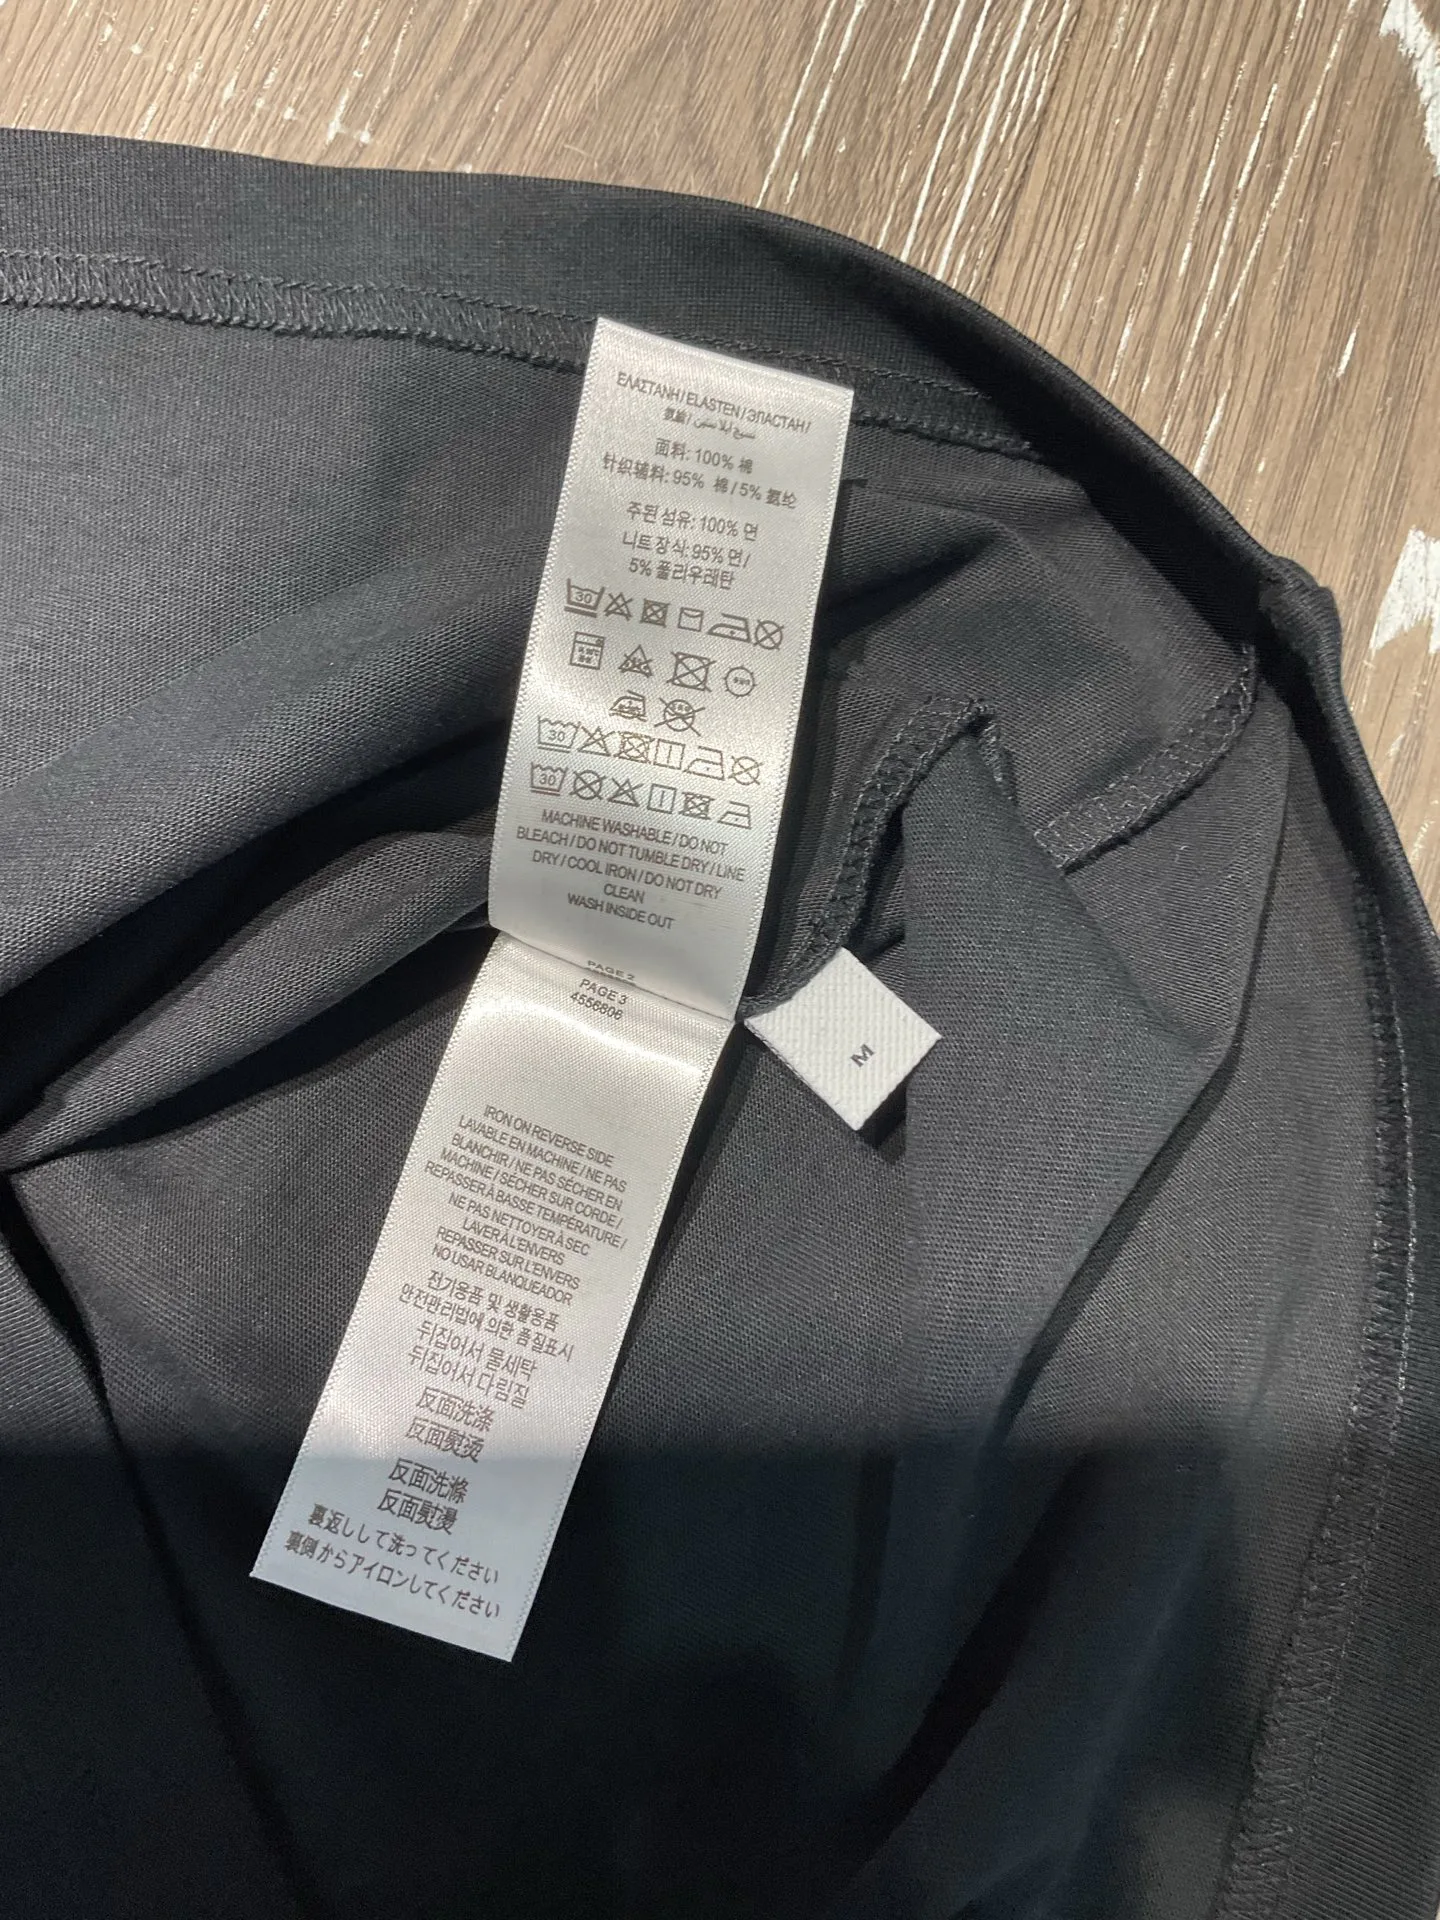 ΕΛΑΣΤΑΝΗ / ELASTEN / ЭЛАСТАН /
面料: 100% 棉
针织辅料: 95% 棉 / 5% 氨纶
주된 섬유: 100% 면
니트 장식: 95% 면 /
5% 폴리우레탄
30
30
30
MACHINE WASHABLE / DO NOT
BLEACH / DO NOT TUMBLE DRY / LINE
DRY / COOL IRON / DO NOT DRY
CLEAN
WASH INSIDE OUT
PAGE 2
PAGE 3
4556806
M
IRON ON REVERSE SIDE
LAVABLE EN MACHINE / NE PAS
BLANCHIR / NE PAS SÉCHER EN
MACHINE / SÉCHER SUR CORDE /
REPASSER À BASSE TEMPÉRATURE /
NE PAS NETTOYER À SEC
LAVER À L'ENVERS
REPASSER SUR L'ENVERS
NO USAR BLANQUEADOR
전기용품 및 생활용품
안전관리법에 의한 품질표시
뒤집어서 물세탁
뒤집어서 다림질
反面洗涤
反面熨烫
反面洗滌
反面熨燙
裏返しして洗ってください
裏側からアイロンしてください